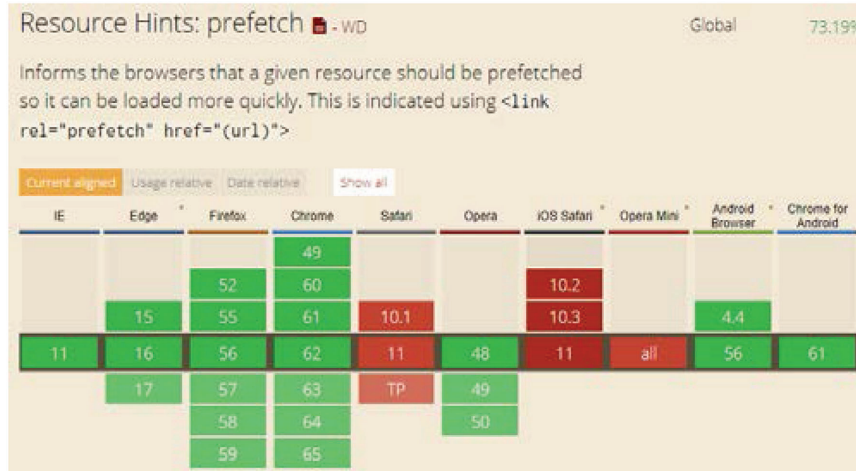 Resource Hints: prefetch - WD Global 73.19%
Informs the browsers that a given resource should be prefetched
so it can be loaded more quickly. This is indicated using <link
rel="prefetch" href="(url)">
Current aligned Usage relative Date relative Show all
IE Edge * Firefox Chrome Safari Opera iOS Safari * Opera Mini * Android Browser * Chrome for Android
49
52 60 10.2
15 55 61 10.1 10.3 4.4
11 16 56 62 11 48 11 all 56 61
17 57 63 TP 49
58 64 50
59 65